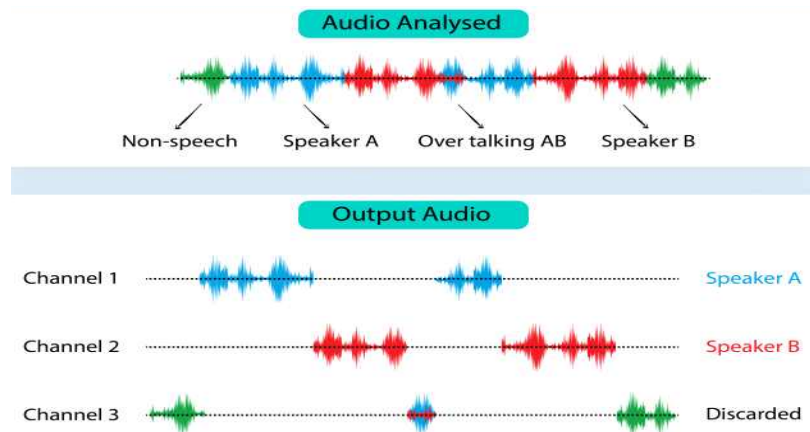 Audio Analysed
Non-speech Speaker A Over talking AB Speaker B
Output Audio
Channel 1 Speaker A
Channel 2 Speaker B
Channel 3 Discarded